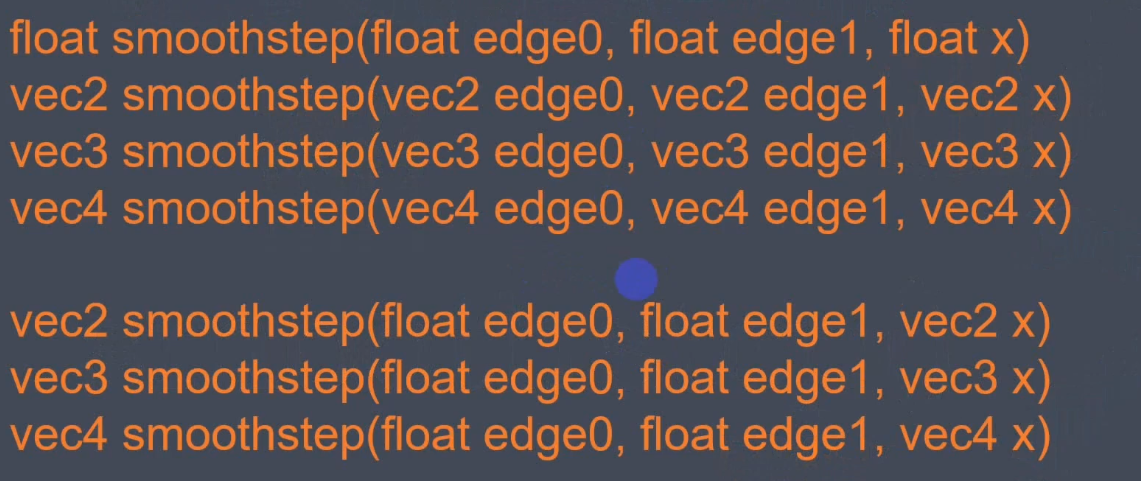 float smoothstep(float edge0, float edge1, float x)
vec2 smoothstep(vec2 edge0, vec2 edge1, vec2 x)
vec3 smoothstep(vec3 edge0, vec3 edge1, vec3 x)
vec4 smoothstep(vec4 edge0, vec4 edge1, vec4 x)
vec2 smoothstep(float edge0, float edge1, vec2 x)
vec3 smoothstep(float edge0, float edge1, vec3 x)
vec4 smoothstep(float edge0, float edge1, vec4 x)